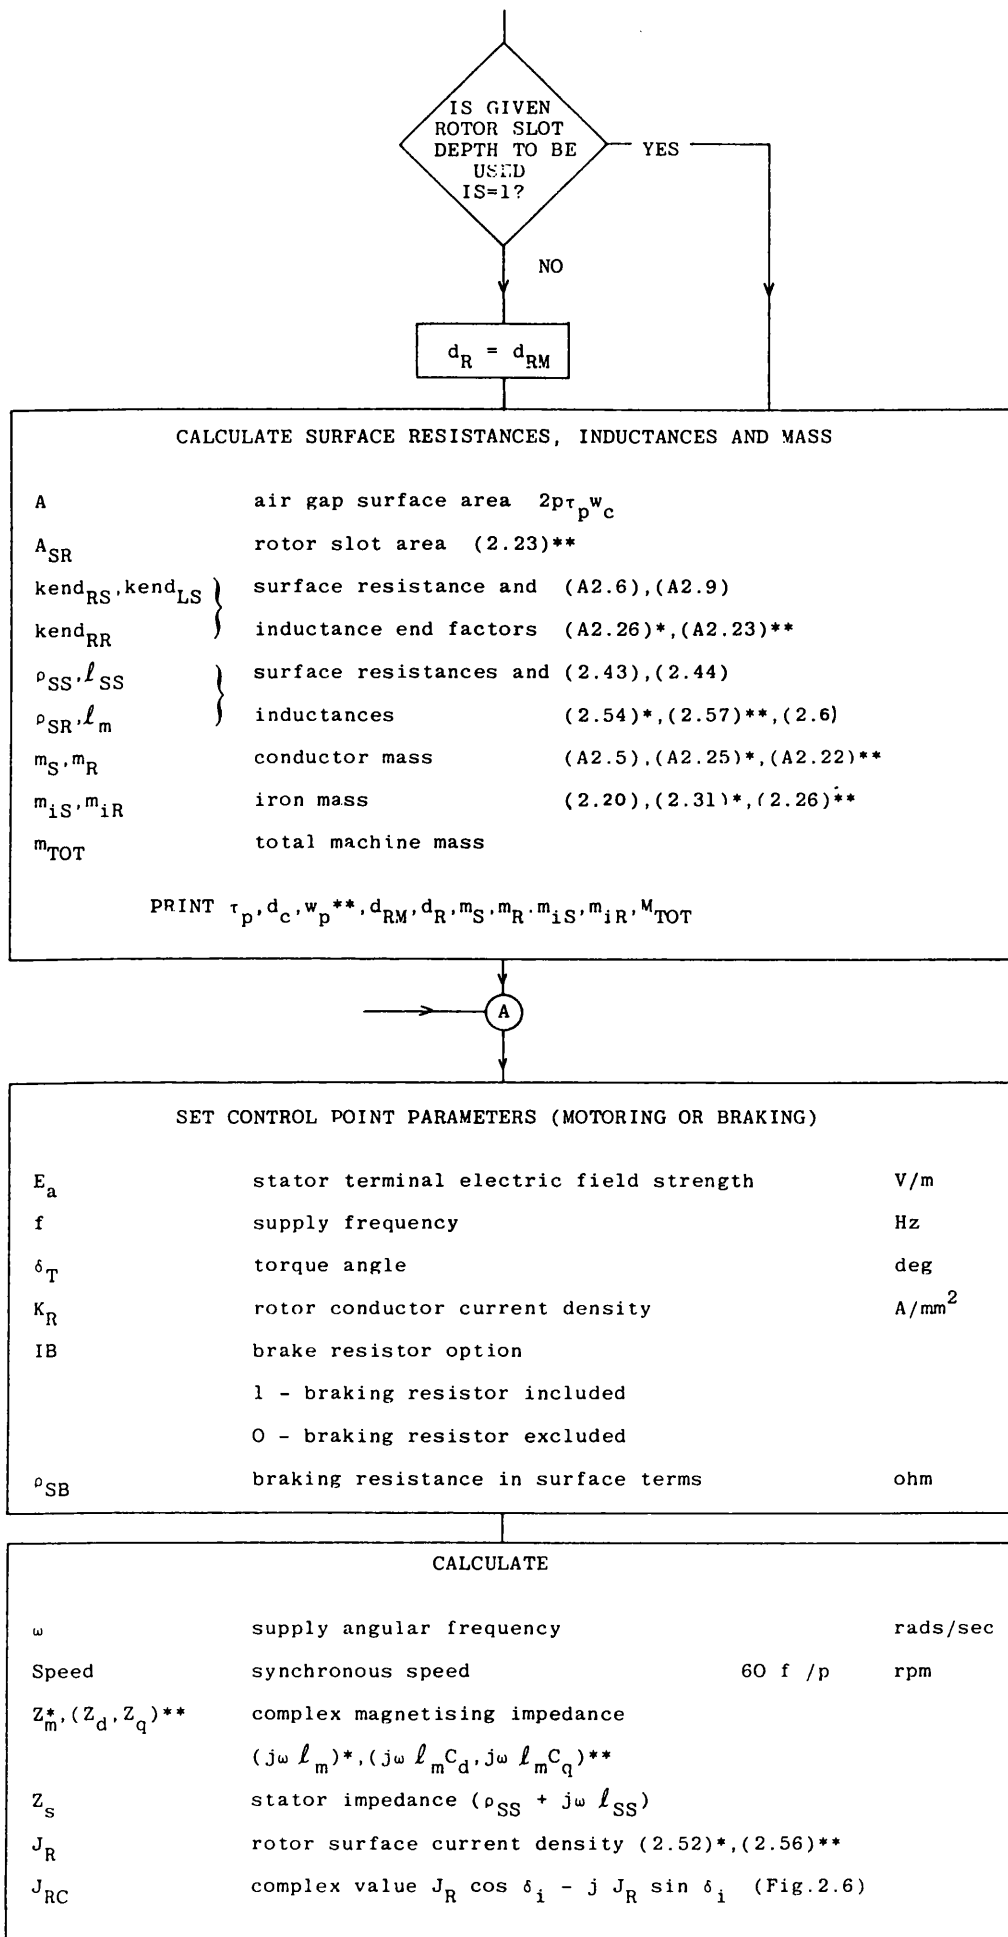 IS GIVEN
ROTOR SLOT
DEPTH TO BE
USED
IS=1?
YES
NO
d_R = d_RM
CALCULATE SURFACE RESISTANCES, INDUCTANCES AND MASS
A air gap surface area 2pτ_p w_c
A_SR rotor slot area (2.23)**
kend_RS,kend_LS } surface resistance and (A2.6),(A2.9)
kend_RR inductance end factors (A2.26)*,(A2.23)**
ρ_SS,ℓ_SS } surface resistances and (2.43),(2.44)
ρ_SR,ℓ_m inductances (2.54)*,(2.57)**,(2.6)
m_S,m_R conductor mass (A2.5),(A2.25)*,(A2.22)**
m_iS,m_iR iron mass (2.20),(2.31)*,(2.26)**
m_TOT total machine mass
PRINT τ_p,d_c,w_p**,d_RM,d_R,m_S,m_R.m_iS,m_iR,M_TOT
A
SET CONTROL POINT PARAMETERS (MOTORING OR BRAKING)
E_a stator terminal electric field strength V/m
f supply frequency Hz
δ_T torque angle deg
K_R rotor conductor current density A/mm²
IB brake resistor option
1 - braking resistor included
O - braking resistor excluded
ρ_SB braking resistance in surface terms ohm
CALCULATE
ω supply angular frequency rads/sec
Speed synchronous speed 60 f /p rpm
Z_m*,(Z_d,Z_q)** complex magnetising impedance
(jω ℓ_m)*,(jω ℓ_m C_d,jω ℓ_m C_q)**
Z_s stator impedance (ρ_SS + jω ℓ_SS)
J_R rotor surface current density (2.52)*,(2.56)**
J_RC complex value J_R cos δ_i - j J_R sin δ_i (Fig.2.6)